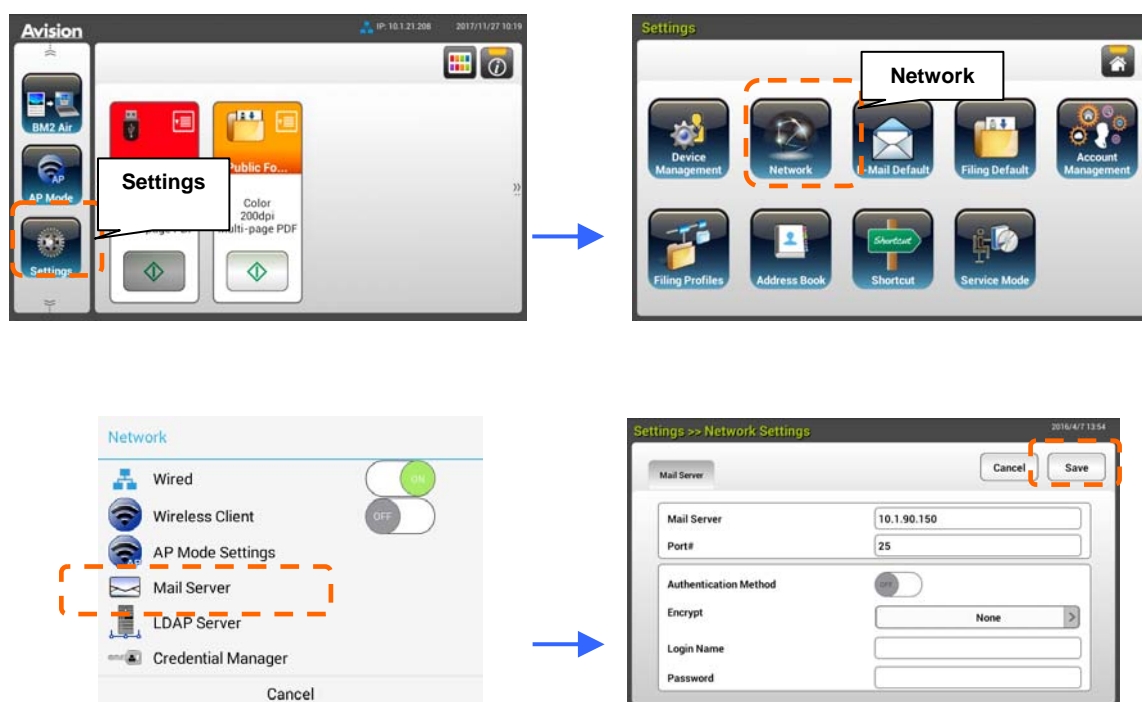 Avision
IP: 10.1.21.208
2017/11/27 10:19
BM2 Air
AP
AP Mode
Settings
Settings
Public Fo...
Color
200dpi
Multi-page PDF
Settings
Network
Device
Management
Network
E-Mail Default
Filing Default
Account
Management
Filing Profiles
Address Book
Shortcut
Shortcut
Service Mode
Network
Wired
ON
Wireless Client
OFF
AP Mode Settings
Mail Server
LDAP Server
Credential Manager
Cancel
Settings >> Network Settings
2016/4/7 13:54
Mail Server
Cancel
Save
Mail Server
10.1.90.150
Port#
25
Authentication Method
OFF
Encrypt
None
Login Name
Password